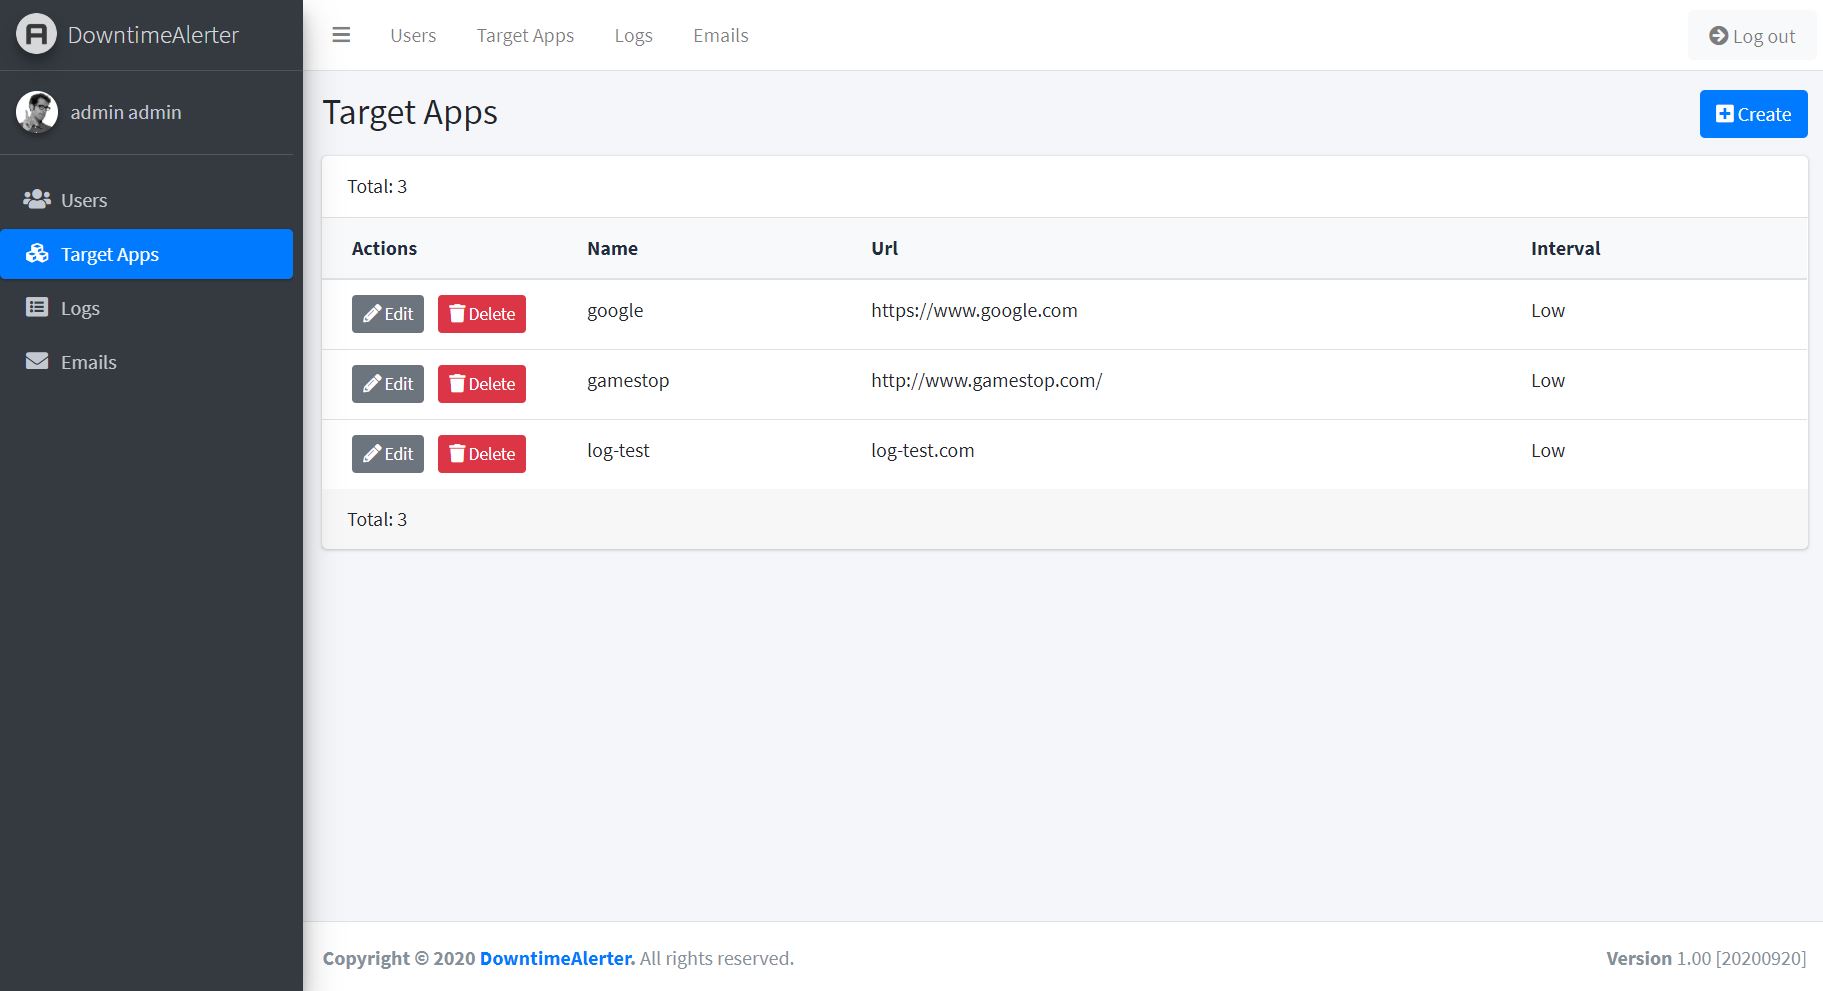 DowntimeAlerter
Users Target Apps Logs Emails
Log out
admin admin
Users
Target Apps
Logs
Emails
Target Apps
Create
Total: 3
Actions Name Url Interval
Edit Delete google https://www.google.com Low
Edit Delete gamestop http://www.gamestop.com/ Low
Edit Delete log-test log-test.com Low
Total: 3
Copyright © 2020 DowntimeAlerter. All rights reserved.
Version 1.00 [20200920]